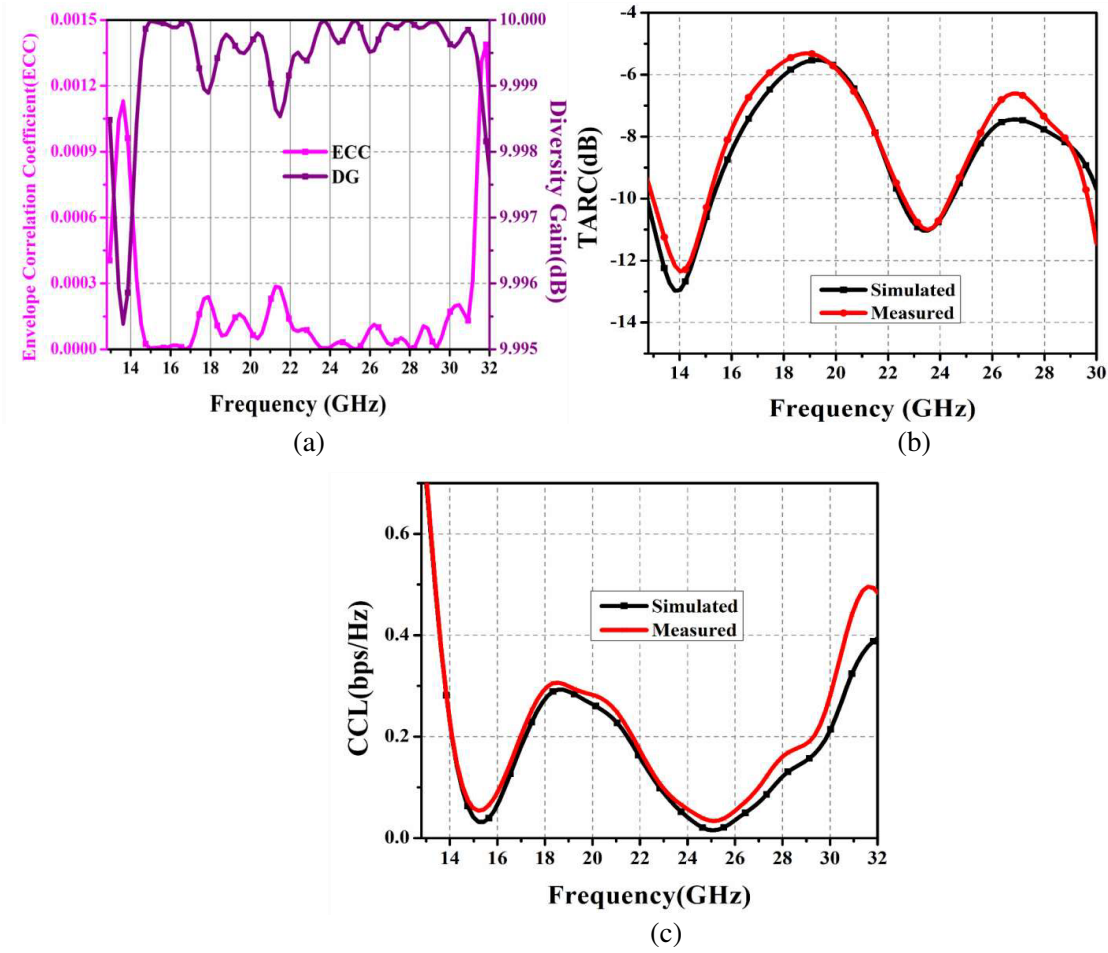 0.0015
0.0012
0.0009
0.0006
0.0003
0.0000
Envelope Correlation Coefficient(ECC)
10.000
9.999
9.998
9.997
9.996
9.995
Diversity Gain(dB)
ECC
DG
14 16 18 20 22 24 26 28 30 32
Frequency (GHz)
(a)
-4
-6
-8
-10
-12
-14
TARC(dB)
Simulated
Measured
14 16 18 20 22 24 26 28 30
Frequency (GHz)
(b)
0.6
0.4
0.2
0.0
CCL(bps/Hz)
Simulated
Measured
14 16 18 20 22 24 26 28 30 32
Frequency(GHz)
(c)